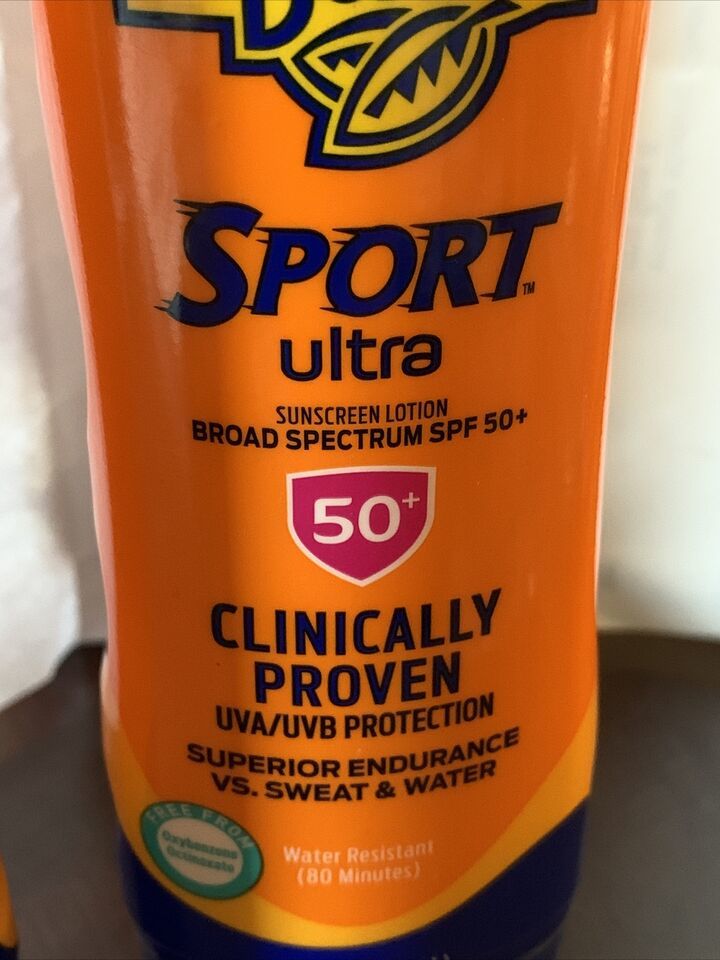 SPORT™
ultra
SUNSCREEN LOTION
BROAD SPECTRUM SPF 50+
50+
CLINICALLY
PROVEN
UVA/UVB PROTECTION
SUPERIOR ENDURANCE
VS. SWEAT & WATER
FREE FROM
Oxybenzone
Octinoxate
Water Resistant
(80 Minutes)